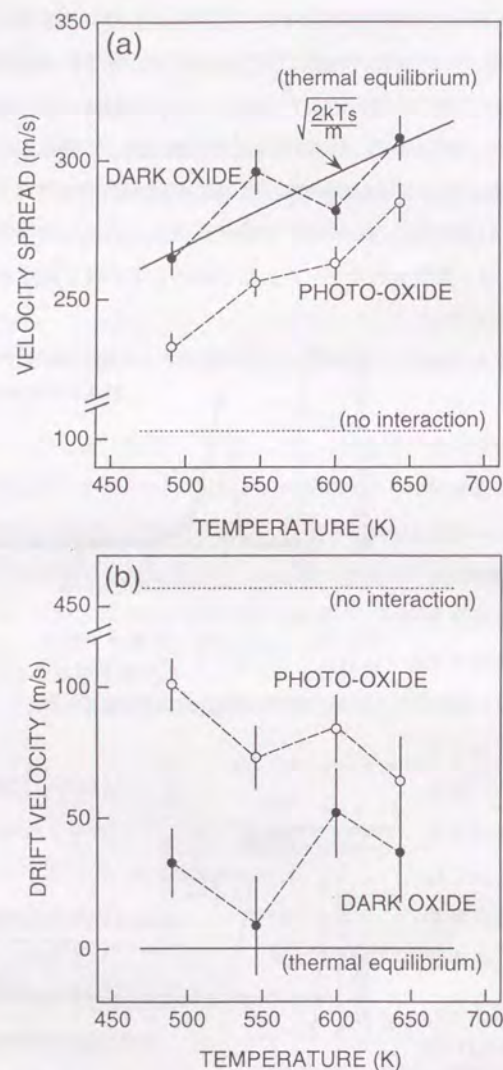 350
(a)
(thermal equilibrium)
√2kTs/m
300
DARK OXIDE
VELOCITY SPREAD (m/s)
250
PHOTO-OXIDE
(no interaction)
100
450 500 550 600 650 700
TEMPERATURE (K)
(b)
450
(no interaction)
PHOTO-OXIDE
100
DRIFT VELOCITY (m/s)
50
DARK OXIDE
0
(thermal equilibrium)
450 500 550 600 650 700
TEMPERATURE (K)